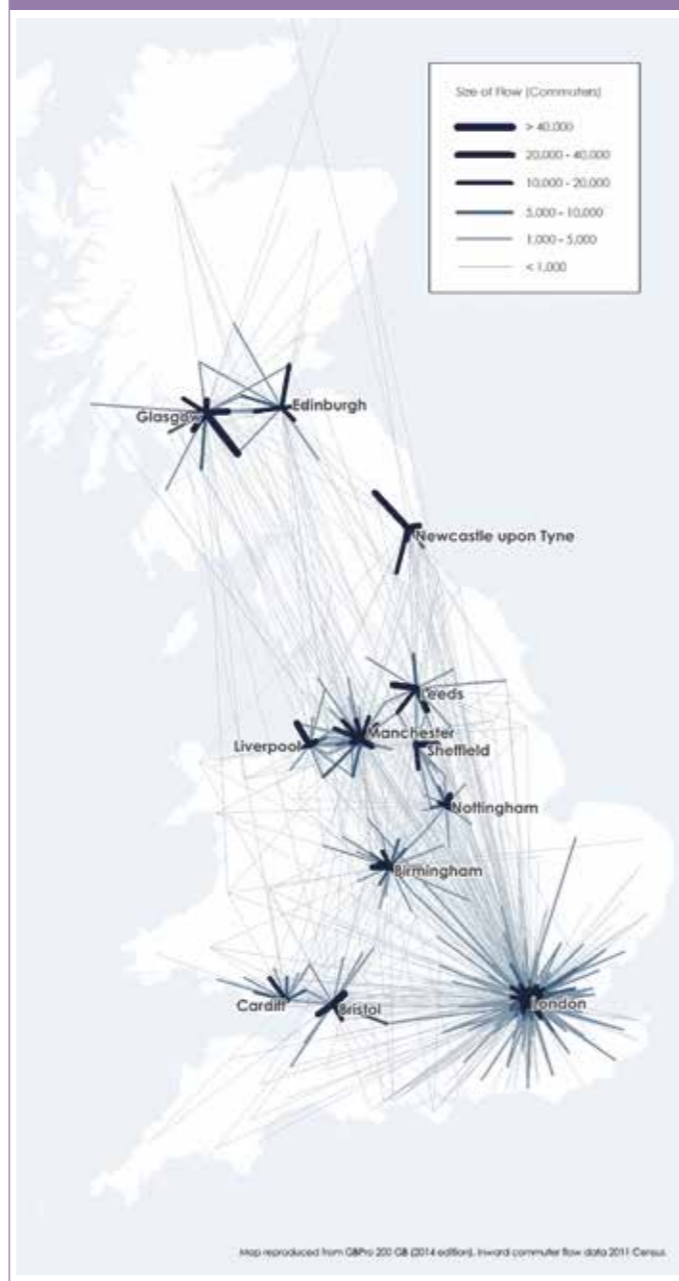 Size of Flow (Commuters)
> 40,000
20,000 - 40,000
10,000 - 20,000
5,000 - 10,000
1,000 - 5,000
< 1,000
Glasgow
Edinburgh
Newcastle upon Tyne
Leeds
Manchester
Liverpool
Sheffield
Nottingham
Birmingham
Cardiff
Bristol
London
Map reproduced from GBPro 200 GB (2014 edition). Inward commuter flow data 2011 Census.